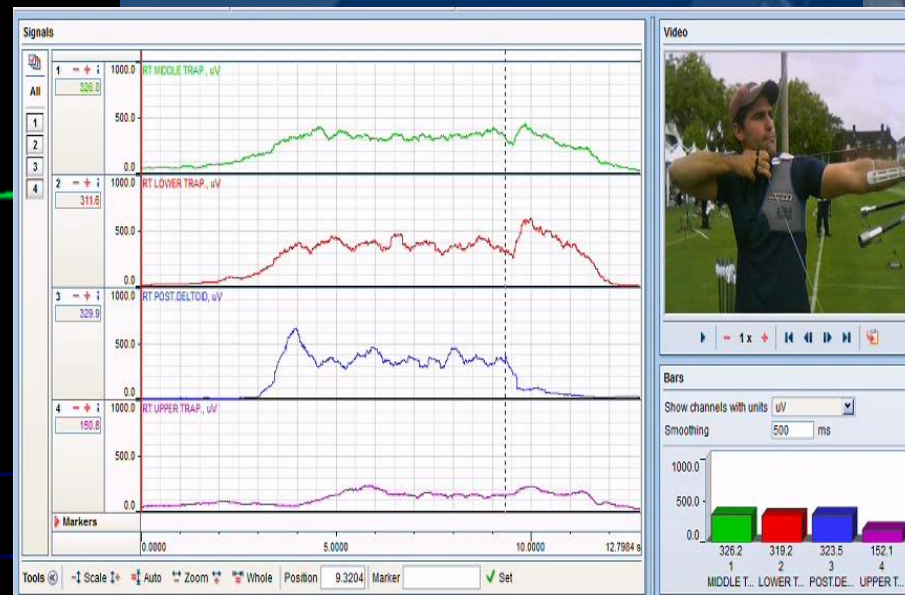 Signals
Video
All
1
2
3
4
1 - + i
326.8
1000.0
500.0
0.0
RT MIDDLE TRAP., uV
2 - + i
311.6
1000.0
500.0
0.0
RT LOWER TRAP., uV
3 - + i
329.9
1000.0
500.0
0.0
RT POST.DELTOID, uV
4 - + i
150.8
1000.0
500.0
0.0
RT UPPER TRAP., uV
Markers
0.0000 5.0000 10.0000 12.7984 s
Tools Scale Auto Zoom Whole Position 9.3204 Marker Set
- 1 x +
Bars
Show channels with units uV
Smoothing 500 ms
1000.0
500.0
0.0
326.2 319.2 323.5 152.1
1 2 3 4
MIDDLE T... LOWER T... POST.DE... UPPER T...